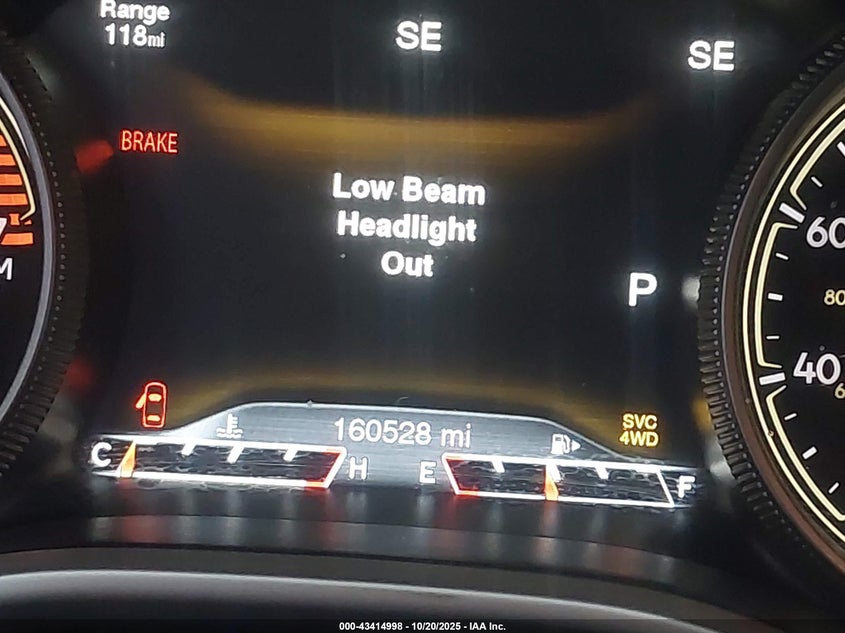 Range
118mi
SE
SE
BRAKE
Low Beam
Headlight
Out
P
60
80
40
160528 mi
SVC
4WD
C
H
E
F
000-43414998 - 10/20/2025 - IAA Inc.